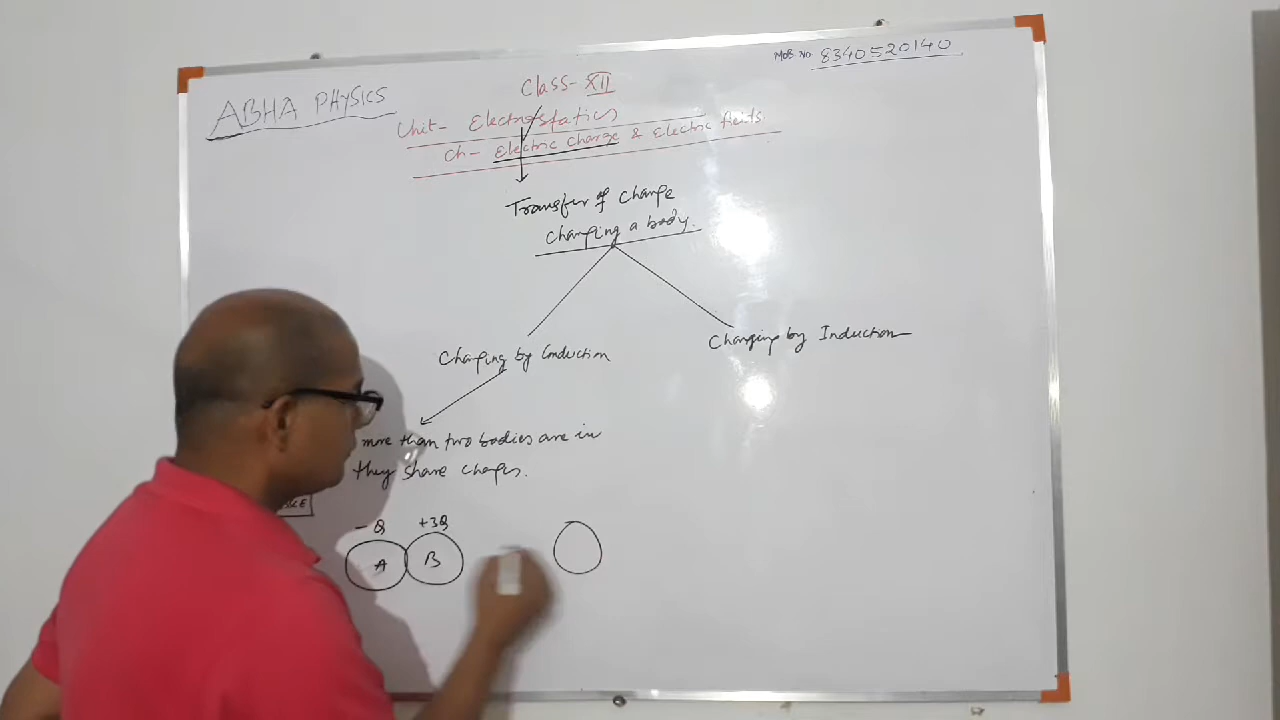 ABHA PHYSICS
MOB. No. 8340520140
Class- XII
Unit- Electrostatics
Ch- Electric Charge & Electric fields
Transfer of Charge
Charging a body.
Charging by Conduction
Charging by Induction
more than two bodies are in
they share charges.
- Q +3Q
A B